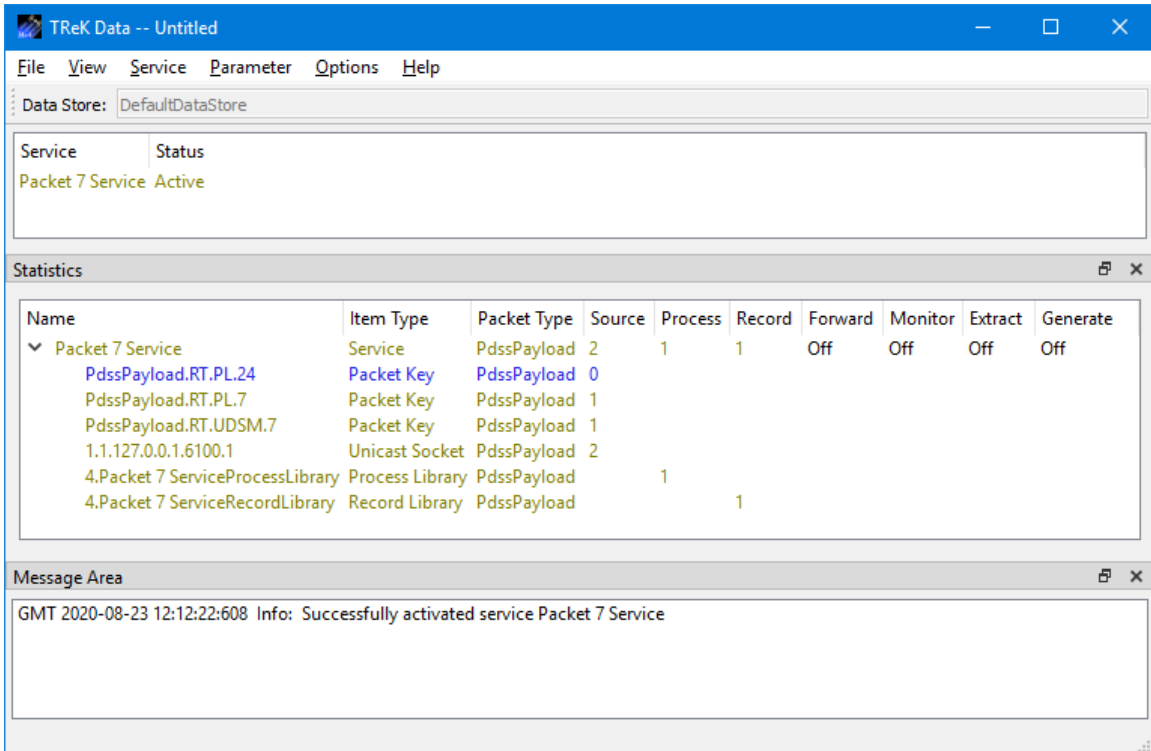 TReK Data -- Untitled
File View Service Parameter Options Help
Data Store: DefaultDataStore
Service Status
Packet 7 Service Active
Statistics
Name Item Type Packet Type Source Process Record Forward Monitor Extract Generate
Packet 7 Service Service PdssPayload 2 1 1 Off Off Off Off
PdssPayload.RT.PL.24 Packet Key PdssPayload 0
PdssPayload.RT.PL.7 Packet Key PdssPayload 1
PdssPayload.RT.UDSM.7 Packet Key PdssPayload 1
1.1.127.0.0.1.6100.1 Unicast Socket PdssPayload 2
4.Packet 7 ServiceProcessLibrary Process Library PdssPayload 1
4.Packet 7 ServiceRecordLibrary Record Library PdssPayload 1
Message Area
GMT 2020-08-23 12:12:22:608 Info: Successfully activated service Packet 7 Service